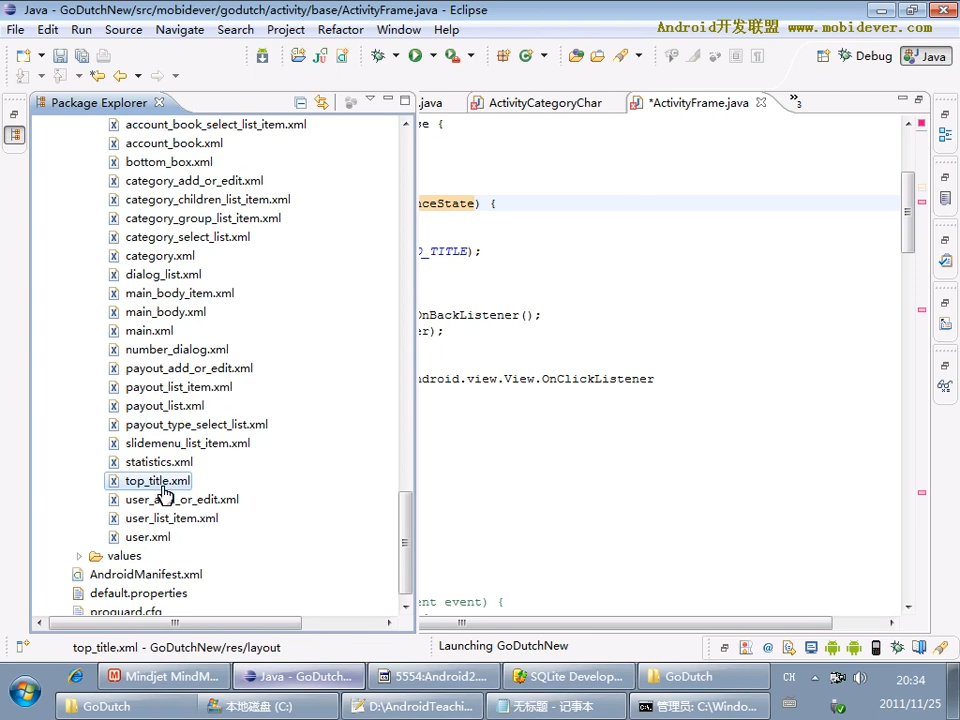 Java - GoDutchNew/src/mobidever/godutch/activity/base/ActivityFrame.java - Eclipse
File Edit Run Source Navigate Search Project Refactor Window Help
Android开发联盟 www.mobidever.com
Debug Java
Package Explorer
.java ActivityCategoryChar *ActivityFrame.java »3
account_book_select_list_item.xml
account_book.xml
bottom_box.xml
category_add_or_edit.xml
category_children_list_item.xml
category_group_list_item.xml
category_select_list.xml
category.xml
dialog_list.xml
main_body_item.xml
main_body.xml
main.xml
number_dialog.xml
payout_add_or_edit.xml
payout_list_item.xml
payout_list.xml
payout_type_select_list.xml
slidemenu_list_item.xml
statistics.xml
top_title.xml
user_add_or_edit.xml
user_list_item.xml
user.xml
values
AndroidManifest.xml
default.properties
proguard.cfg
se {
nceState) {
O_TITLE);
OnBackListener();
er);
ndroid.view.View.OnClickListener
ent event) {
top_title.xml - GoDutchNew/res/layout
Launching GoDutchNew
Mindjet MindM...
Java - GoDutch...
5554:Android2....
SQLite Develop...
GoDutch
CH
20:34
GoDutch
本地磁盘 (C:)
D:\AndroidTeachi...
无标题 - 记事本
管理员: C:\Windo...
2011/11/25